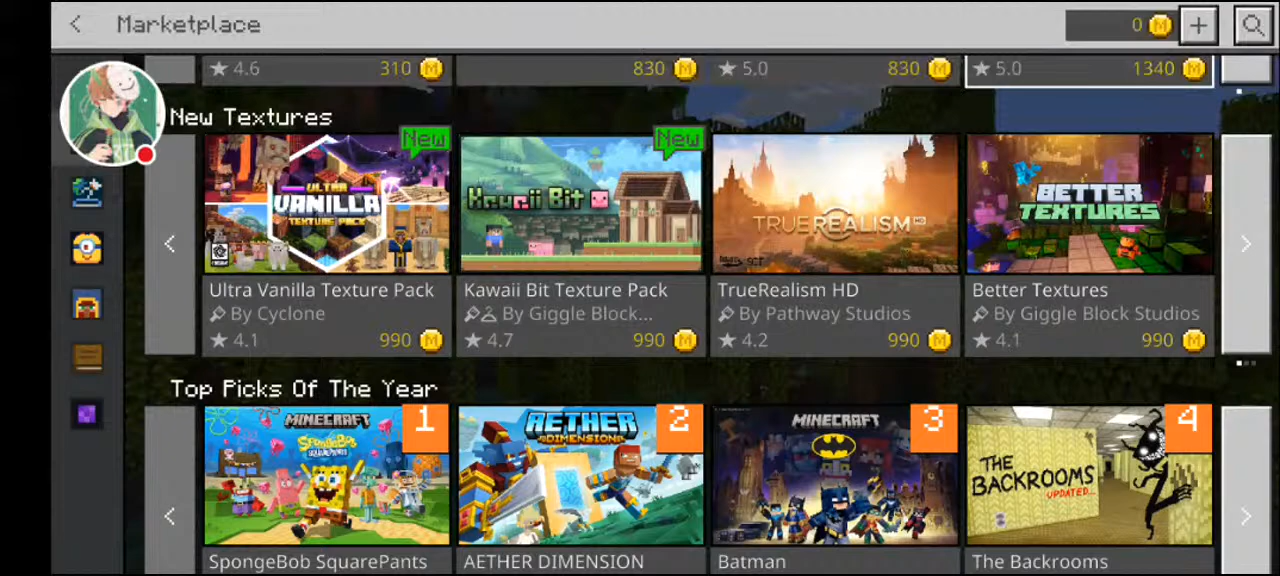 Marketplace
0
4.6 310
830
5.0 830
5.0 1340
New Textures
New
New
ULTRA
VANILLA
TEXTURE PACK
Kawaii Bit
TRUEREALISM HD
BETTER
TEXTURES
Ultra Vanilla Texture Pack
By Cyclone
4.1 990
Kawaii Bit Texture Pack
By Giggle Block...
4.7 990
TrueRealism HD
By Pathway Studios
4.2 990
Better Textures
By Giggle Block Studios
4.1 990
Top Picks Of The Year
MINECRAFT
SpongeBob
SQUAREPANTS
1
AETHER
DIMENSION
2
MINECRAFT
3
THE
BACKROOMS
UPDATED...
4
SpongeBob SquarePants
AETHER DIMENSION
Batman
The Backrooms